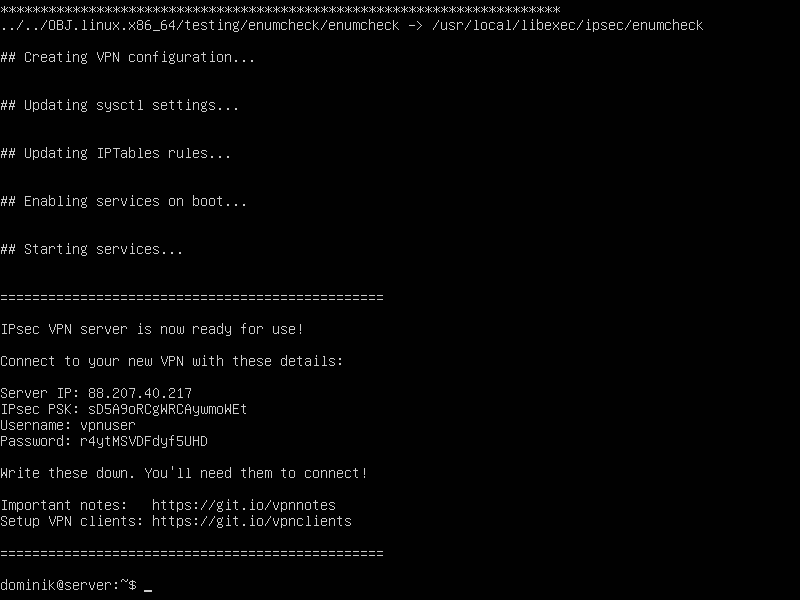 **********************************************************************
../../OBJ.linux.x86_64/testing/enumcheck/enumcheck -> /usr/local/libexec/ipsec/enumcheck
## Creating VPN configuration...
## Updating sysctl settings...
## Updating IPTables rules...
## Enabling services on boot...
## Starting services...
================================================
IPsec VPN server is now ready for use!
Connect to your new VPN with these details:
Server IP: 88.207.40.217
IPsec PSK: sD5A9oRCgWRCAywmoWEt
Username: vpnuser
Password: r4ytMSVDFdyf5UHD
Write these down. You'll need them to connect!
Important notes:   https://git.io/vpnnotes
Setup VPN clients: https://git.io/vpnclients
================================================
dominik@server:~$ _